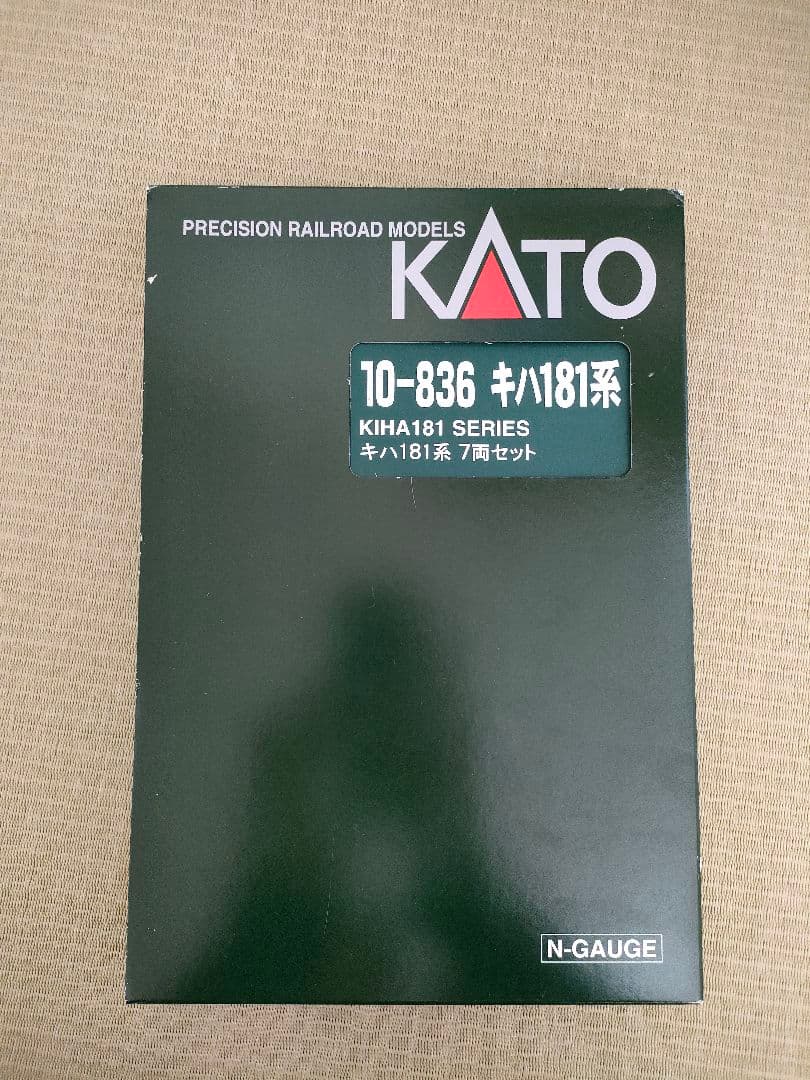 PRECISION RAILROAD MODELS
KATO
10-836 キハ181系
KIHA181 SERIES
キハ181系 7両セット
N-GAUGE